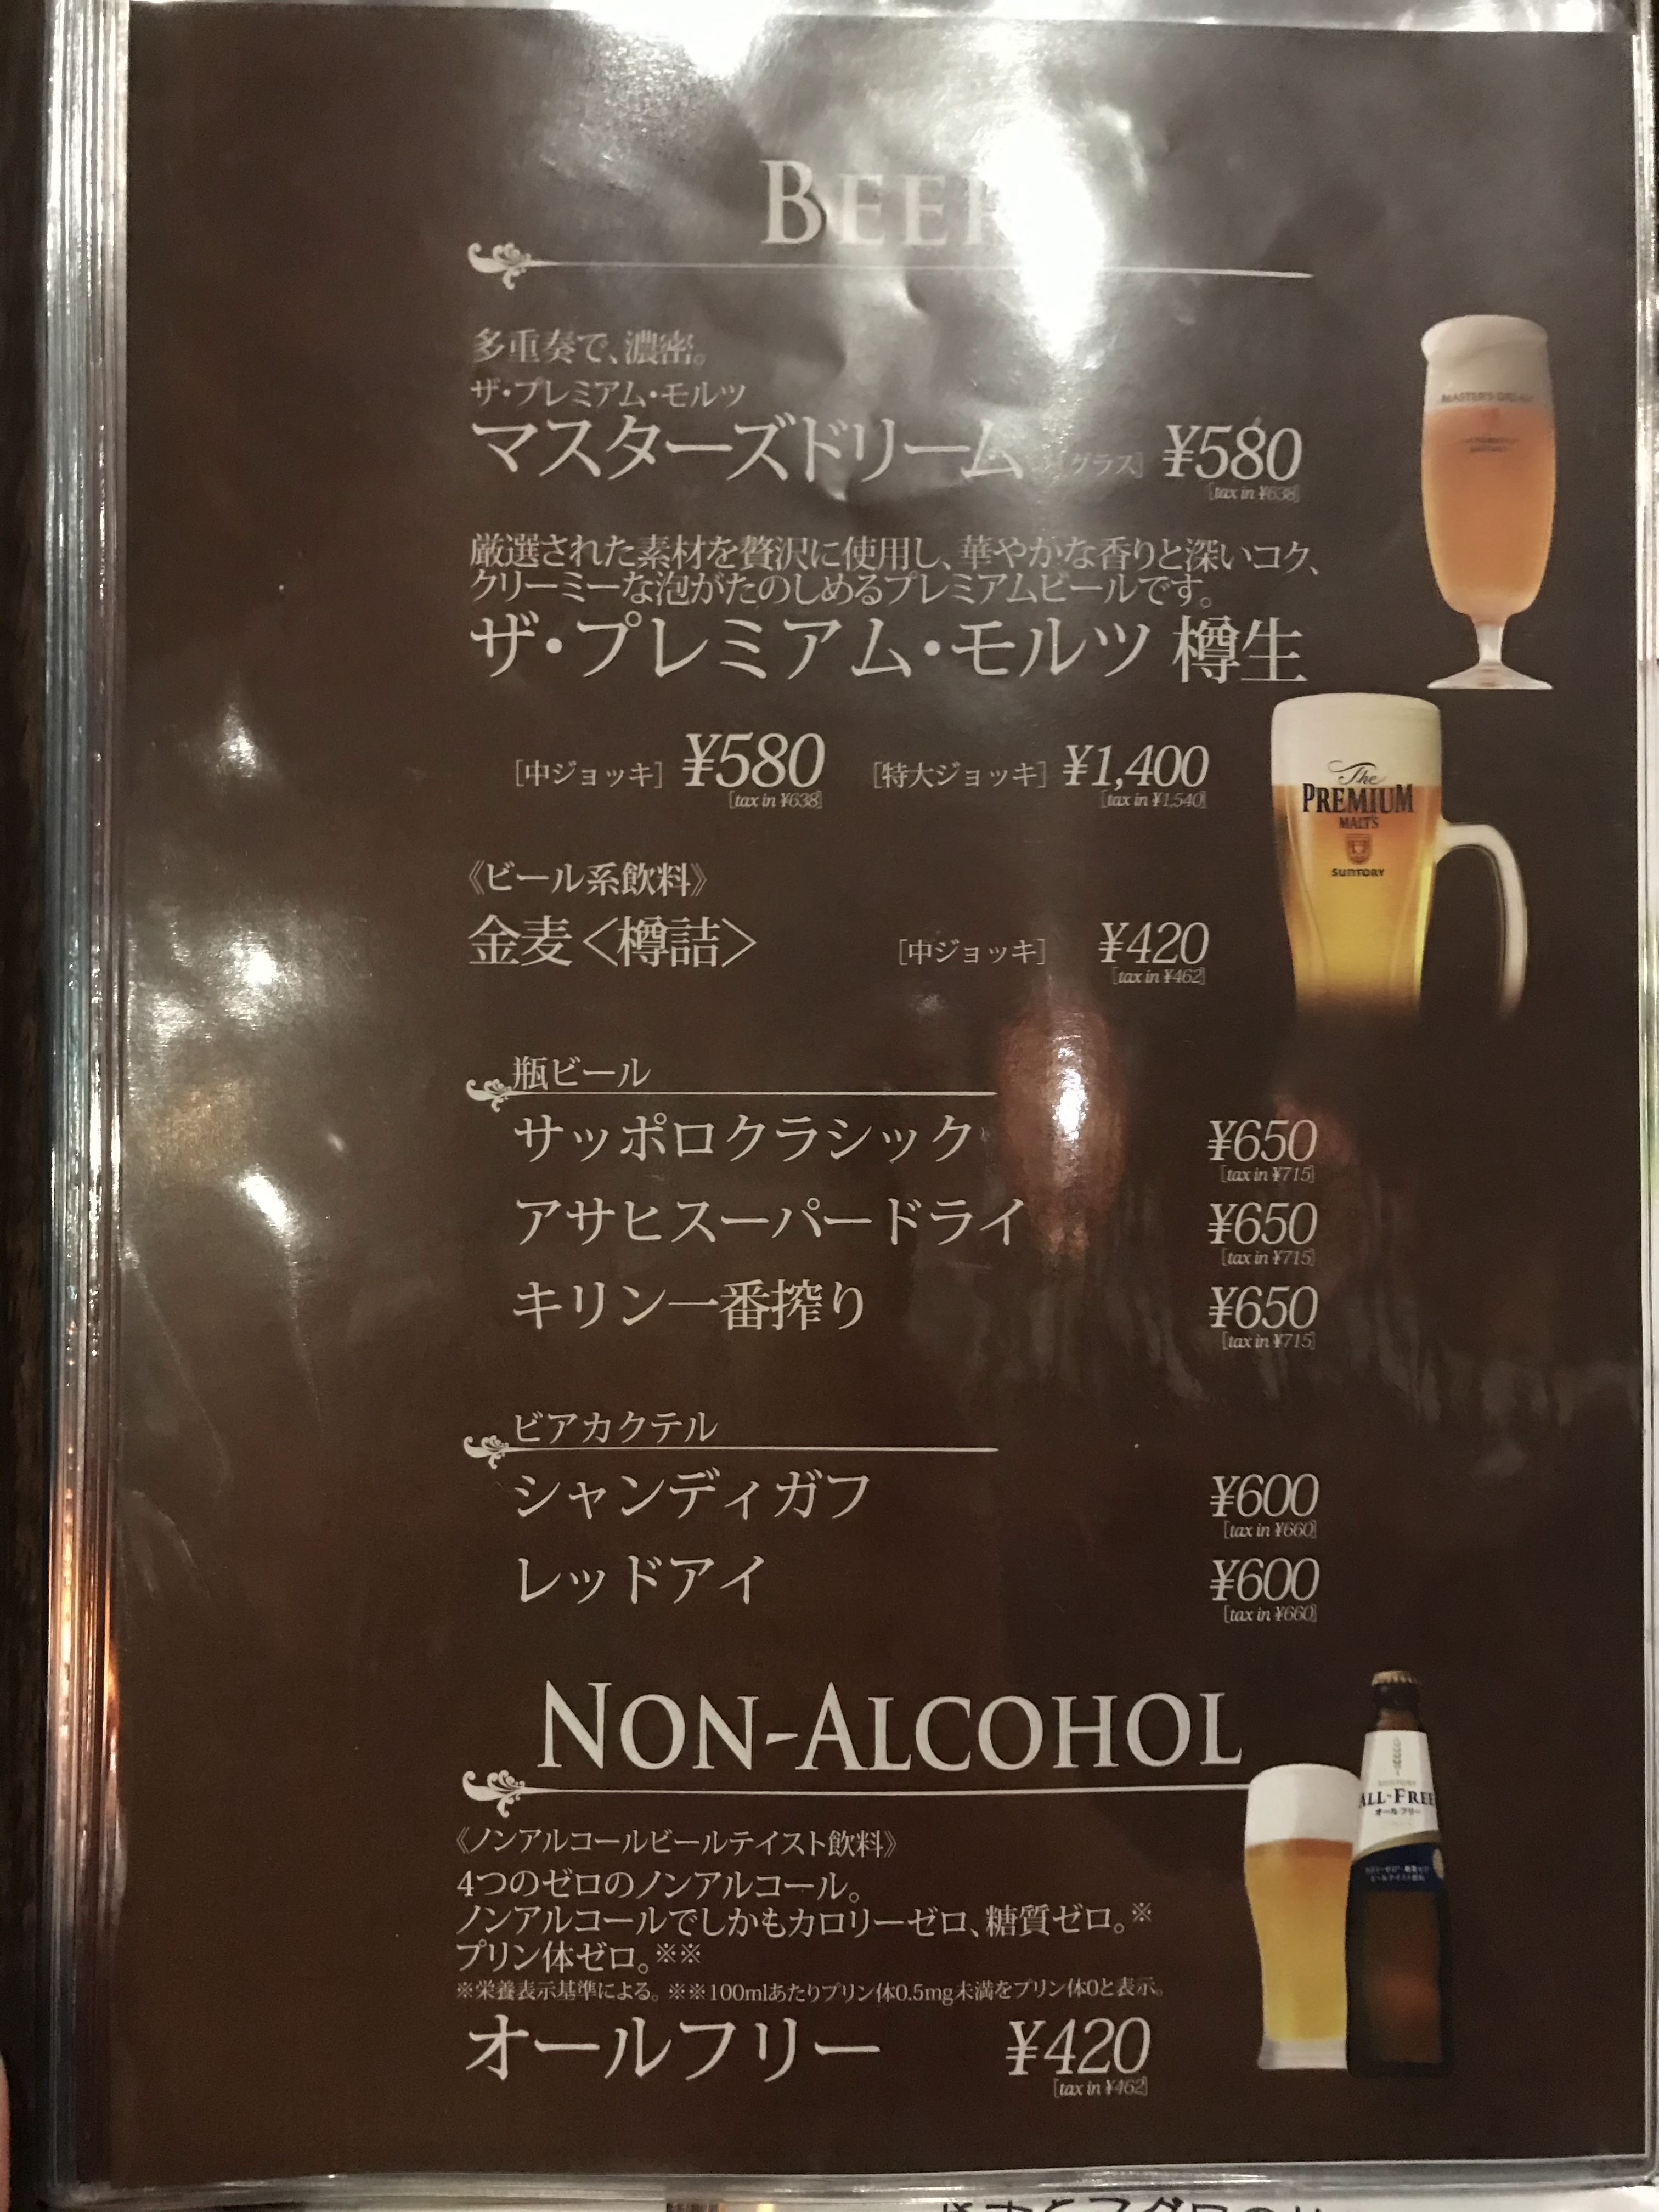 BEER
多重奏で、濃密。
ザ・プレミアム・モルツ
マスターズドリーム [グラス] ¥580
[tax in ¥638]
厳選された素材を贅沢に使用し、華やかな香りと深いコク、
クリーミーな泡がたのしめるプレミアムビールです。
ザ・プレミアム・モルツ 樽生
[中ジョッキ] ¥580 [特大ジョッキ] ¥1,400
[tax in ¥638] [tax in ¥1,540]
《ビール系飲料》
金麦〈樽詰〉 [中ジョッキ] ¥420
[tax in ¥462]
瓶ビール
サッポロクラシック ¥650
[tax in ¥715]
アサヒスーパードライ ¥650
[tax in ¥715]
キリン一番搾り ¥650
[tax in ¥715]
ビアカクテル
シャンディガフ ¥600
[tax in ¥660]
レッドアイ ¥600
[tax in ¥660]
NON-ALCOHOL
《ノンアルコールビールテイスト飲料》
4つのゼロのノンアルコール。
ノンアルコールでしかもカロリーゼロ、糖質ゼロ。※
プリン体ゼロ。※※
※栄養表示基準による。※※100mlあたりプリン体0.5mg未満をプリン体0と表示。
オールフリー ¥420
[tax in ¥462]
MASTER'S DREAM
The
PREMIUM
MALT'S
SUNTORY
ALL-FREE
オールフリー